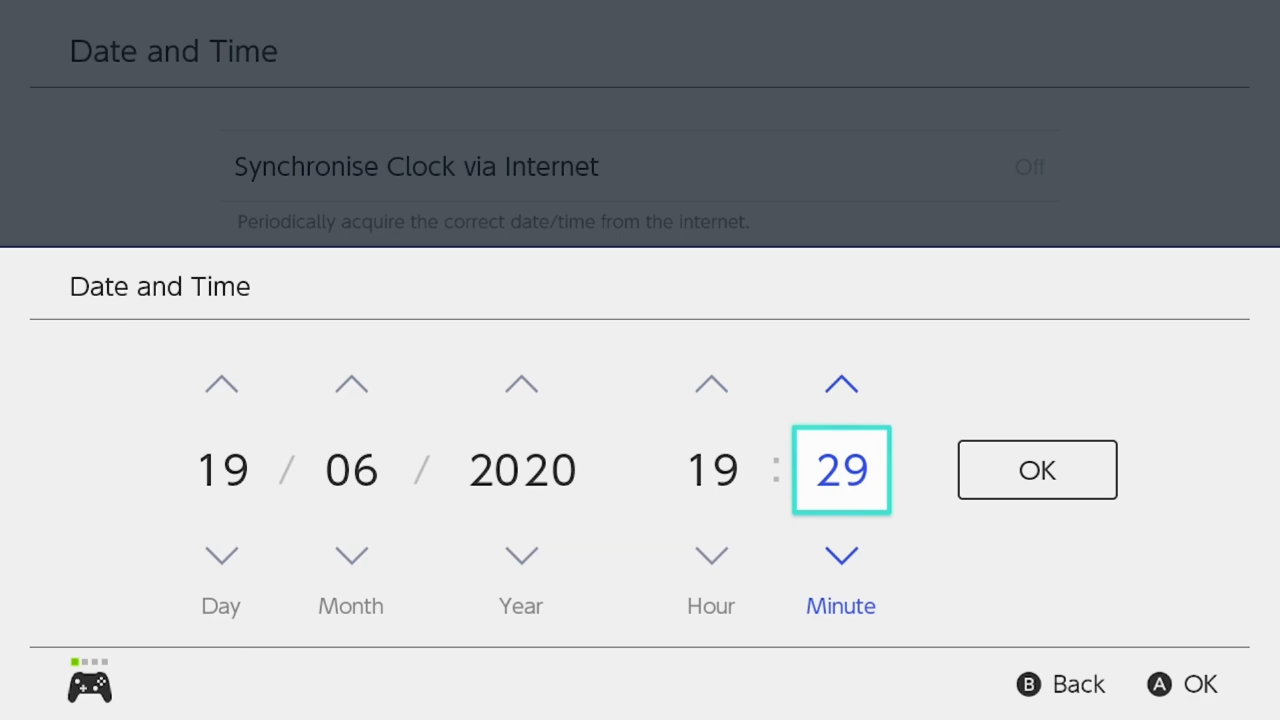 Date and Time
Synchronise Clock via Internet Off
Periodically acquire the correct date/time from the internet.
Date and Time
19 / 06 / 2020 19 : 29 OK
Day Month Year Hour Minute
B Back A OK